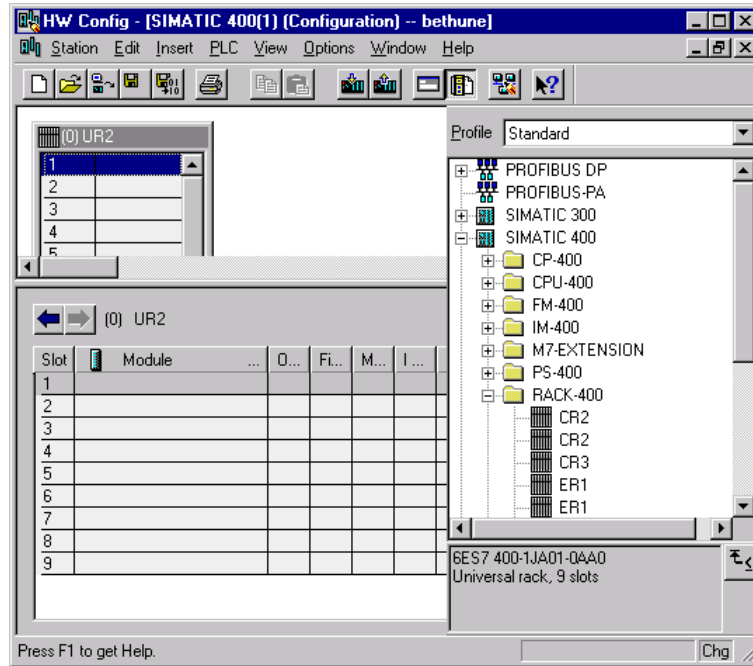 HW Config - [SIMATIC 400(1) (Configuration) -- bethune]
Station Edit Insert PLC View Options Window Help
(0) UR2
1
2
3
4
5
Profile Standard
PROFIBUS DP
PROFIBUS-PA
SIMATIC 300
SIMATIC 400
CP-400
CPU-400
FM-400
IM-400
M7-EXTENSION
PS-400
RACK-400
CR2
CR2
CR3
ER1
ER1
(0) UR2
Slot Module ... O... Fi... M... I ...
1
2
3
4
5
6
7
8
9
6ES7 400-1JA01-0AA0
Universal rack, 9 slots
Press F1 to get Help.
Chg